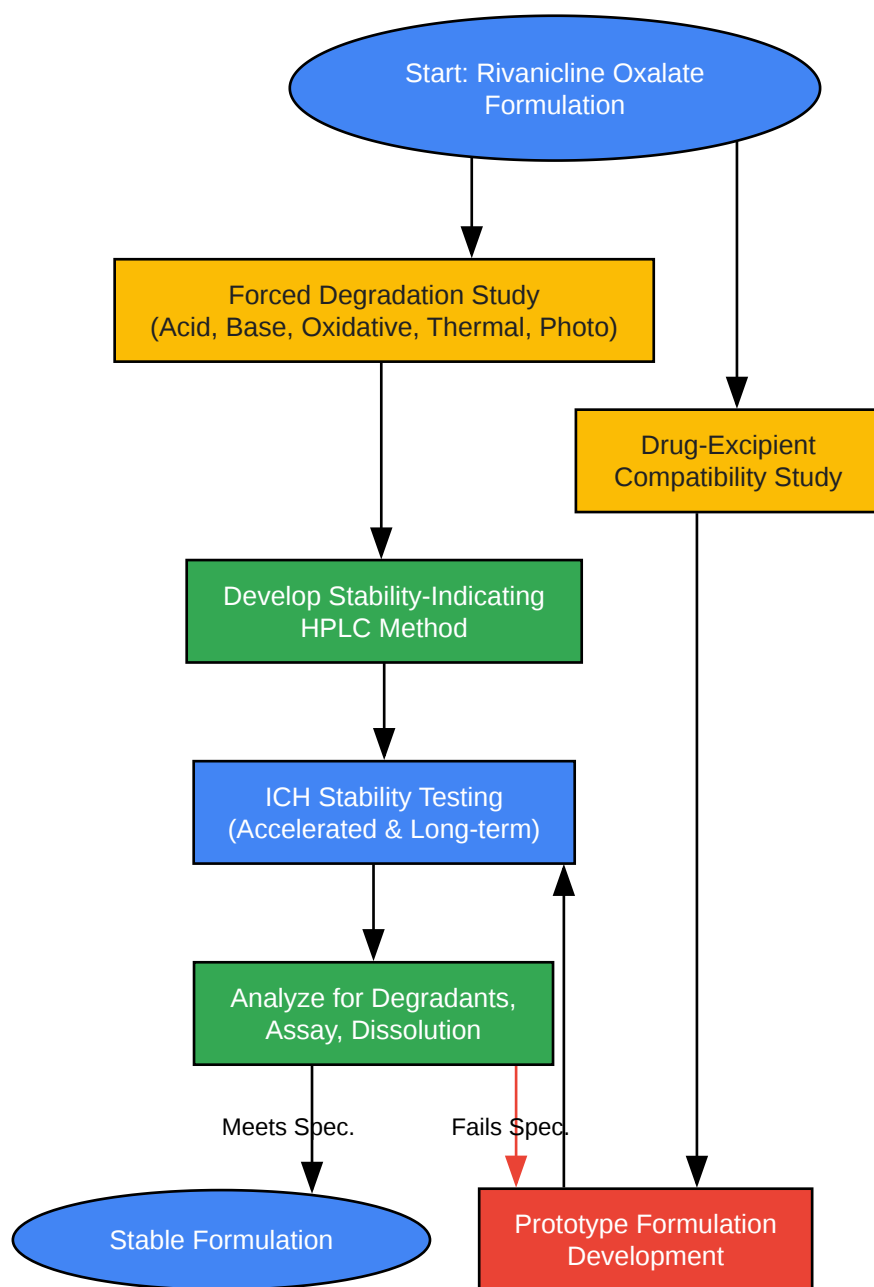 Start: Rivanicline Oxalate
Formulation
Forced Degradation Study
(Acid, Base, Oxidative, Thermal, Photo)
Drug-Excipient
Compatibility Study
Develop Stability-Indicating
HPLC Method
ICH Stability Testing
(Accelerated & Long-term)
Analyze for Degradants,
Assay, Dissolution
Meets Spec.
Fails Spec.
Stable Formulation
Prototype Formulation
Development